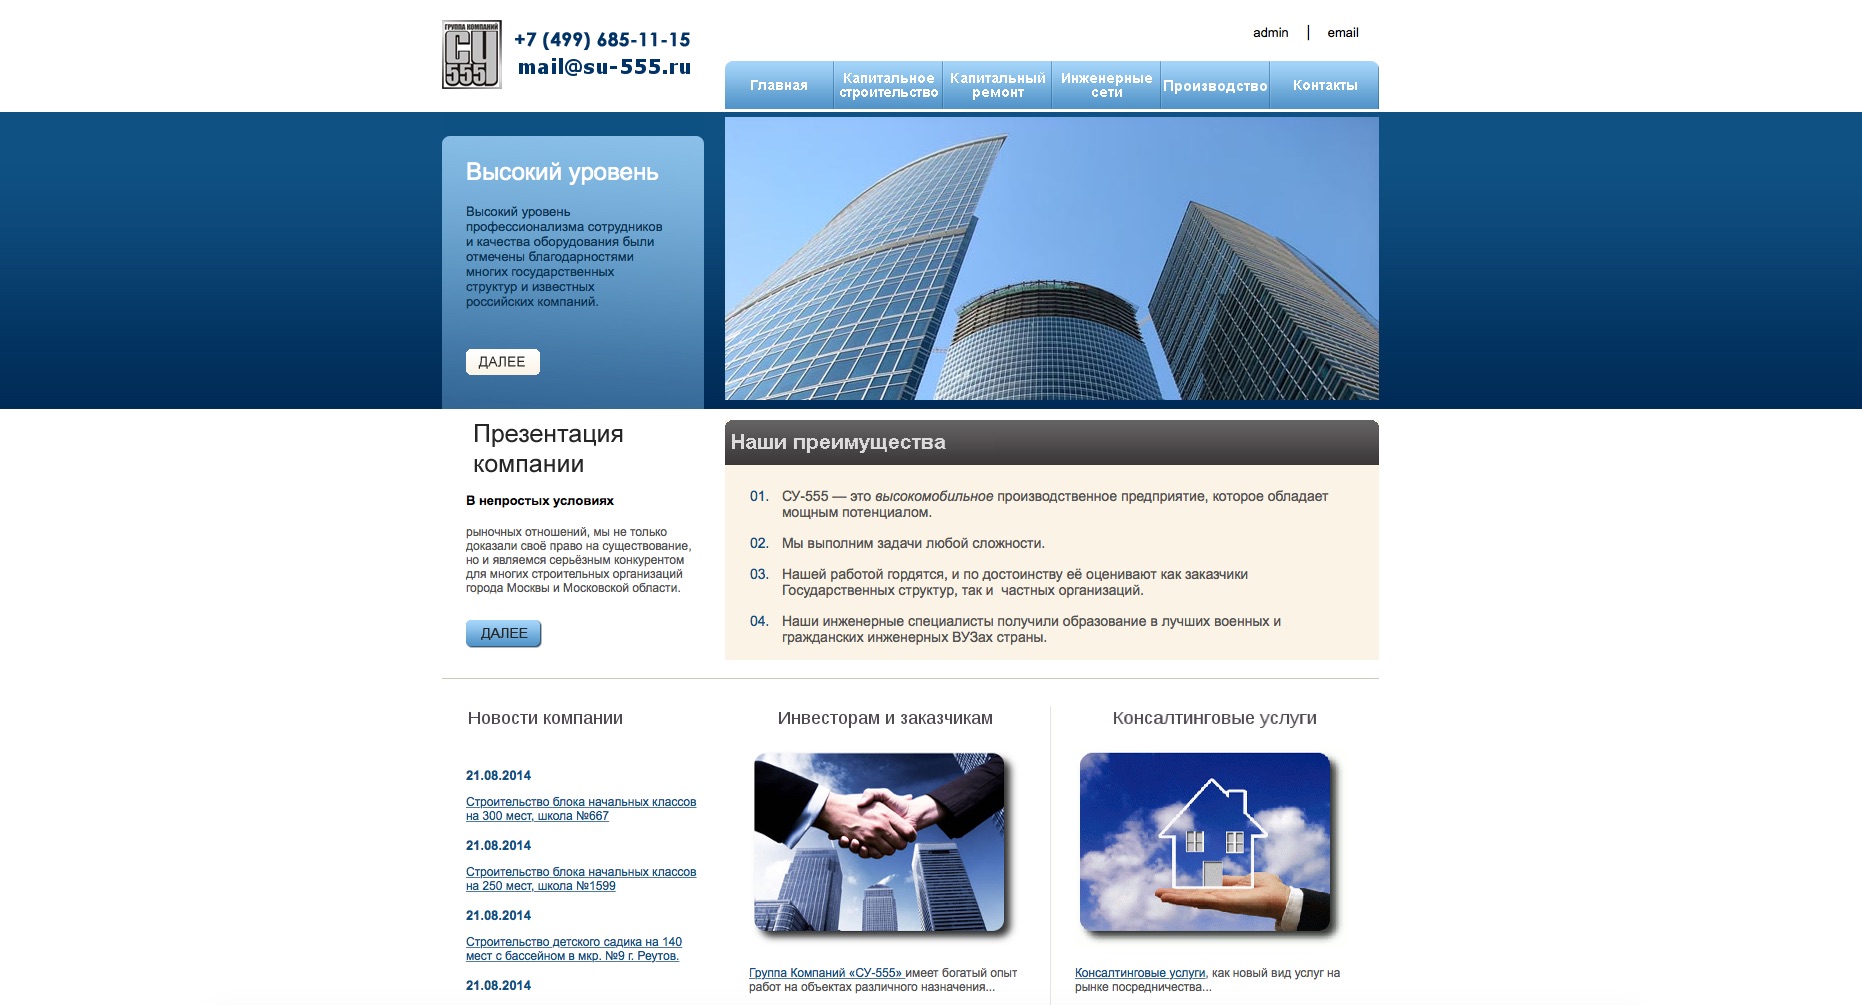 ГРУППА КОМПАНИЙ
СУ
555
+7 (499) 685-11-15
mail@su-555.ru
admin | email
Главная
Капитальное строительство
Капитальный ремонт
Инженерные сети
Производство
Контакты
Высокий уровень
Высокий уровень
профессионализма сотрудников
и качества оборудования были
отмечены благодарностями
многих государственных
структур и известных
российских компаний.
ДАЛЕЕ
Презентация
компании
В непростых условиях
рыночных отношений, мы не только
доказали своё право на существование,
но и являемся серьёзным конкурентом
для многих строительных организаций
города Москвы и Московской области.
ДАЛЕЕ
Наши преимущества
01. СУ-555 — это высокомобильное производственное предприятие, которое обладает
мощным потенциалом.
02. Мы выполним задачи любой сложности.
03. Нашей работой гордятся, и по достоинству её оценивают как заказчики
Государственных структур, так и частных организаций.
04. Наши инженерные специалисты получили образование в лучших военных и
гражданских инженерных ВУЗах страны.
Новости компании
21.08.2014
Строительство блока начальных классов
на 300 мест, школа №667
21.08.2014
Строительство блока начальных классов
на 250 мест, школа №1599
21.08.2014
Строительство детского садика на 140
мест с бассейном в мкр. №9 г. Реутов.
21.08.2014
Инвесторам и заказчикам
Группа Компаний «СУ-555» имеет богатый опыт
работ на объектах различного назначения...
Консалтинговые услуги
Консалтинговые услуги, как новый вид услуг на
рынке посредничества...